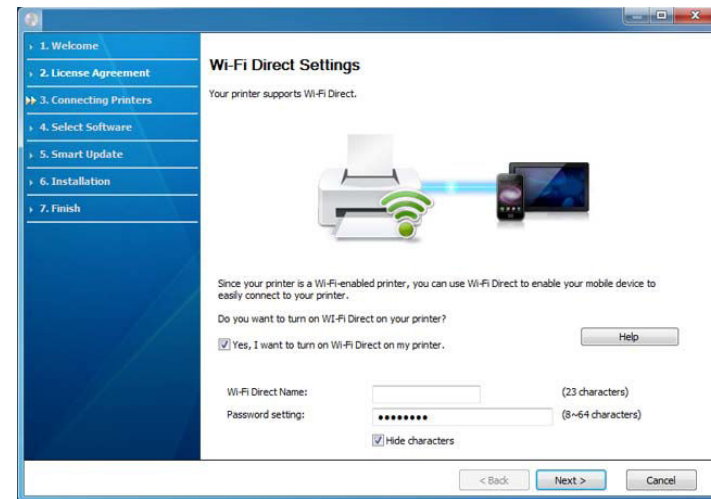 1. Welcome
2. License Agreement
3. Connecting Printers
4. Select Software
5. Smart Update
6. Installation
7. Finish
Wi-Fi Direct Settings
Your printer supports Wi-Fi Direct.
Since your printer is a Wi-Fi-enabled printer, you can use Wi-Fi Direct to enable your mobile device to
easily connect to your printer.
Do you want to turn on WI-Fi Direct on your printer?
Yes, I want to turn on Wi-Fi Direct on my printer.
Help
Wi-Fi Direct Name:
(23 characters)
Password setting:
(8~64 characters)
Hide characters
< Back
Next >
Cancel